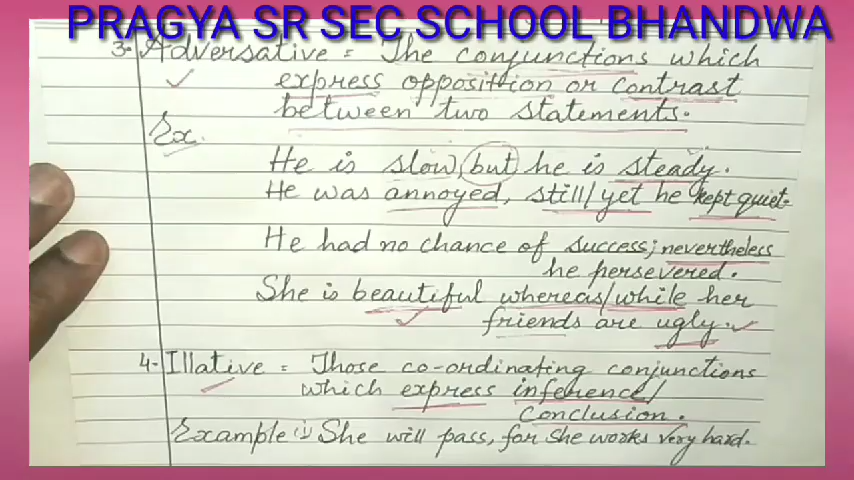 PRAGYA SR SEC SCHOOL BHANDWA
3- Adversative = The conjunctions which
express opposition or contrast
between two statements.
Ex.
He is slow, but he is steady.
He was annoyed, still/yet he kept quiet.
He had no chance of success; nevertheless
he persevered.
She is beautiful whereas/while her
friends are ugly.
4- Illative = Those co-ordinating conjunctions
which express inference/
Conclusion.
Example (i) She will pass, for she works very hard.